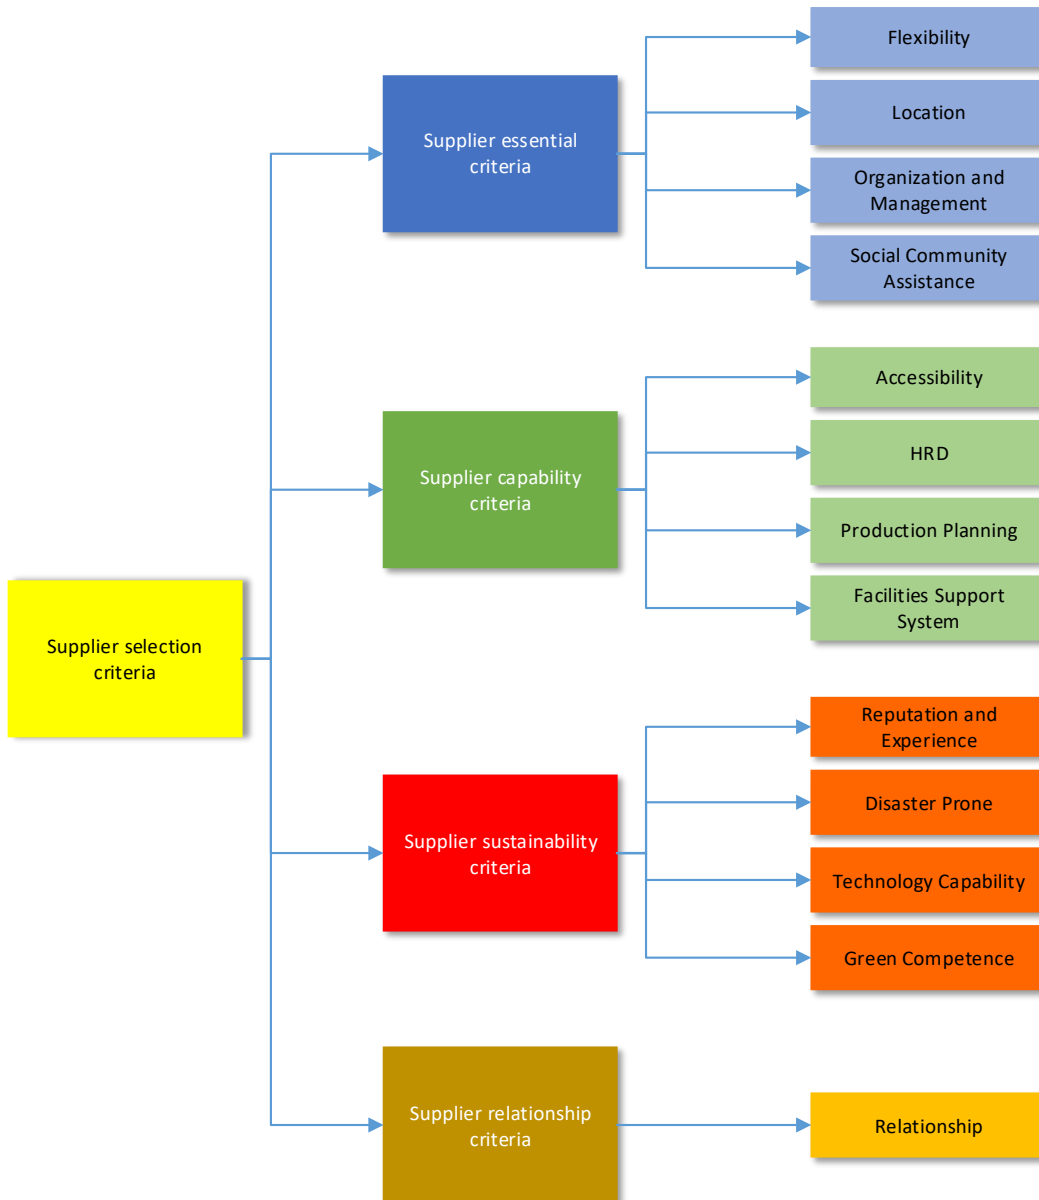 Flexibility
Supplier essential
criteria
Location
Organization and
Management
Social Community
Assistance
Accessibility
Supplier capability
criteria
HRD
Production Planning
Facilities Support
System
Supplier selection
criteria
Reputation and
Experience
Supplier sustainability
criteria
Disaster Prone
Technology Capability
Green Competence
Supplier relationship
criteria
Relationship